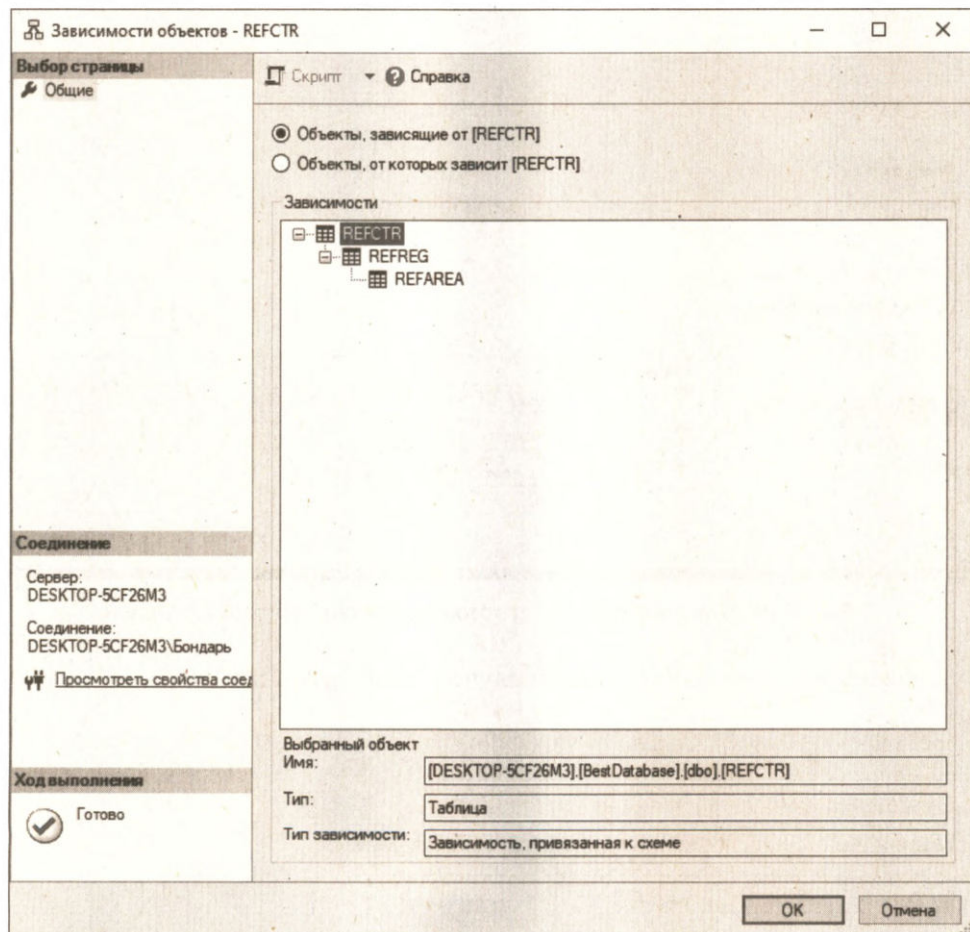 Зависимости объектов - REFCTR
Выбор страницы
Общие
Скрипт
Справка
Объекты, зависящие от [REFCTR]
Объекты, от которых зависит [REFCTR]
Зависимости
REFCTR
REFREG
REFAREA
Соединение
Сервер:
DESKTOP-5CF26M3
Соединение:
DESKTOP-5CF26M3\Бондарь
Просмотреть свойства соед
Ход выполнения
Готово
Выбранный объект
Имя:
[DESKTOP-5CF26M3].[BestDatabase].[dbo].[REFCTR]
Тип:
Таблица
Тип зависимости:
Зависимость, привязанная к схеме
OK
Отмена